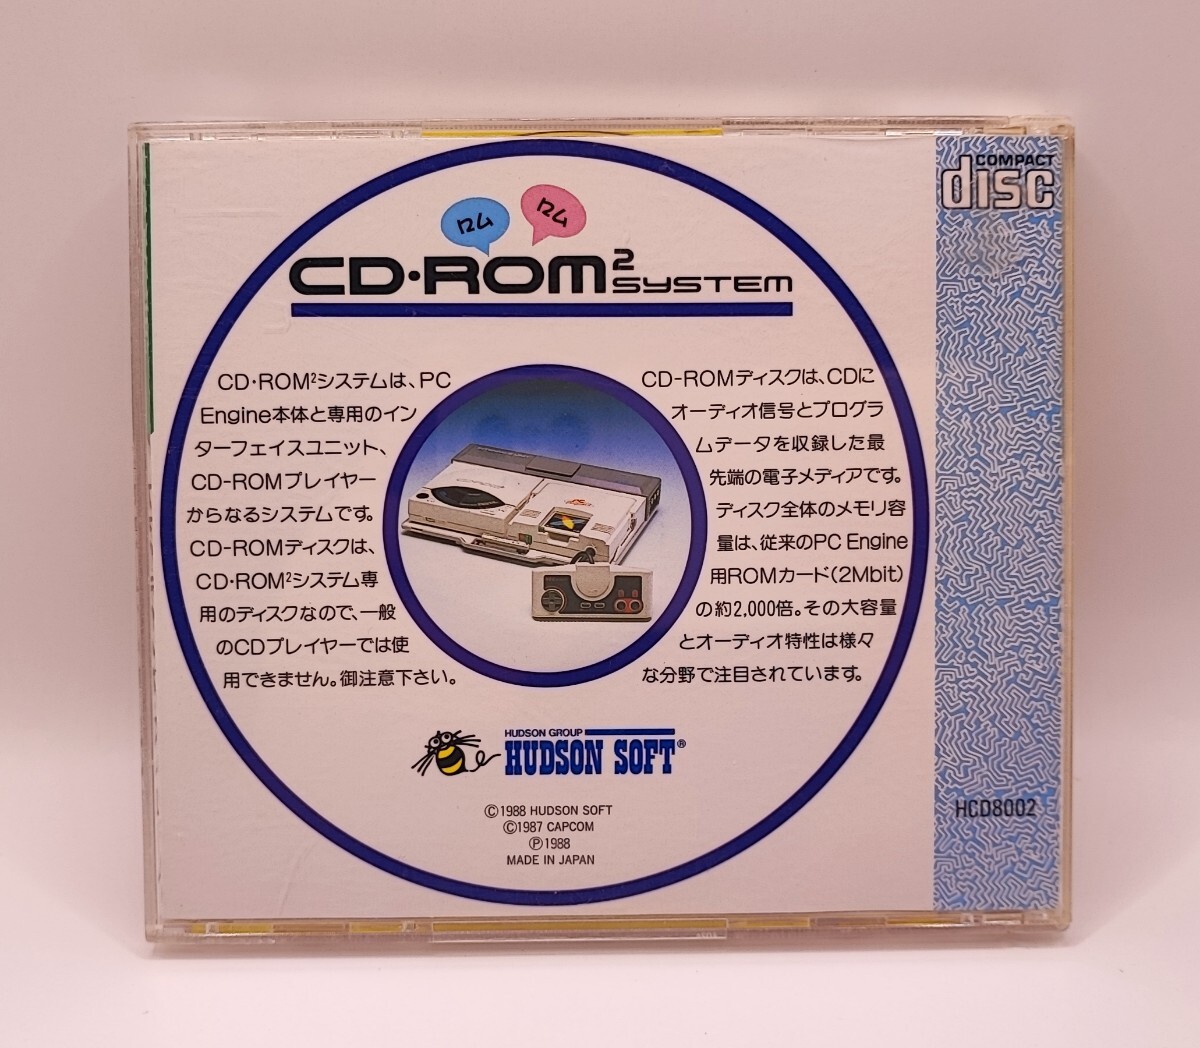 COMPACT
disc
ロム
ロム
CD・ROM2
SYSTEM
CD・ROM²システムは、PC
Engine本体と専用のイン
ターフェイスユニット、
CD-ROMプレイヤー
からなるシステムです。
CD-ROMディスクは、
CD・ROM²システム専
用のディスクなので、一般
のCDプレイヤーでは使
用できません。御注意下さい。
CD-ROMディスクは、CDに
オーディオ信号とプログラ
ムデータを収録した最
先端の電子メディアです。
ディスク全体のメモリ容
量は、従来のPC Engine
用ROMカード(2Mbit)
の約2,000倍。その大容量
とオーディオ特性は様々
な分野で注目されています。
HUDSON GROUP
HUDSON SOFT®
©1988 HUDSON SOFT
©1987 CAPCOM
Ⓟ1988
MADE IN JAPAN
HCD8002